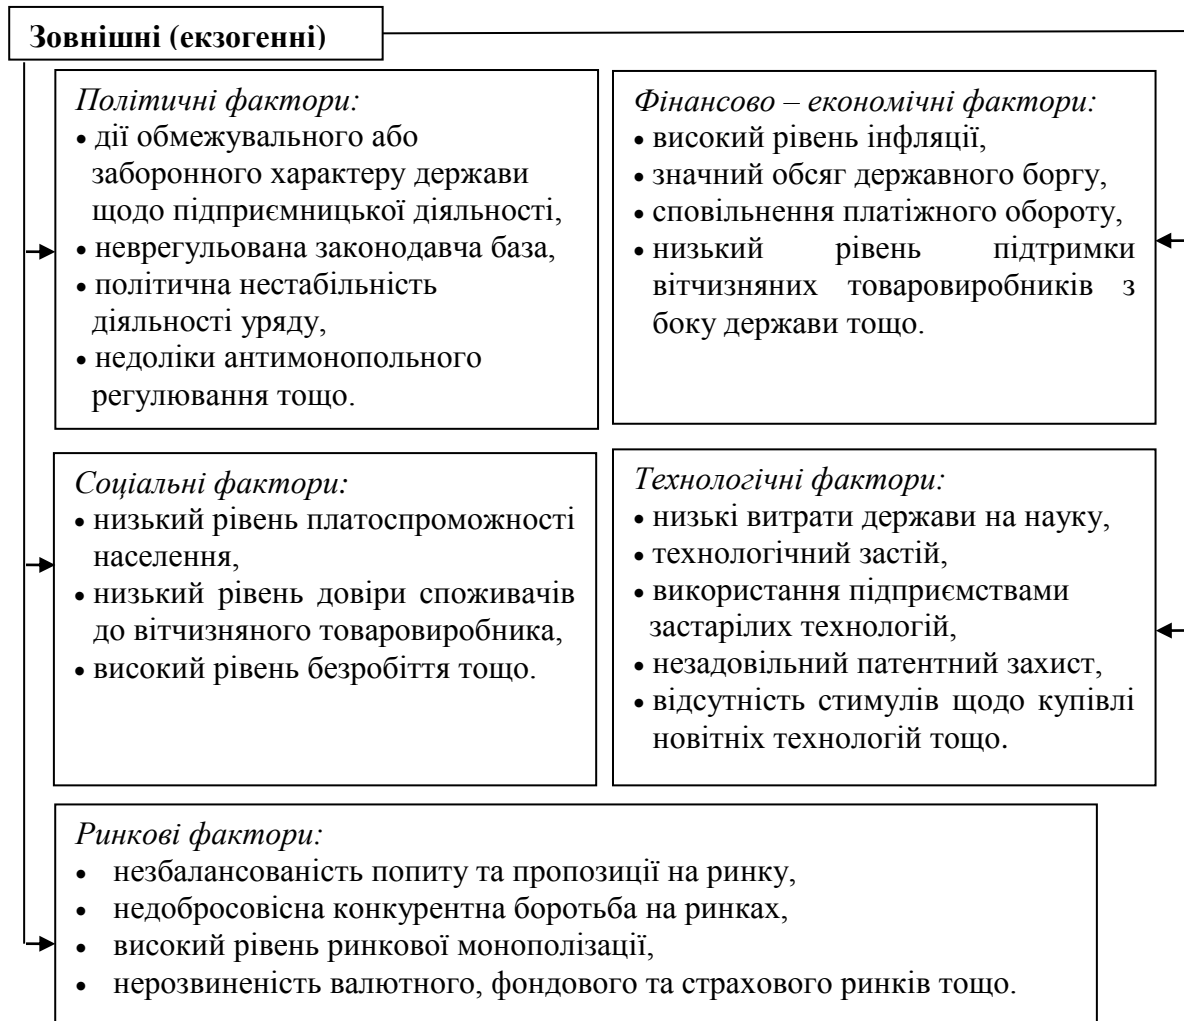 Зовнішні (екзогенні)
Політичні фактори:
• дії обмежувального або
заборонного характеру держави
щодо підприємницької діяльності,
• неврегульована законодавча база,
• політична нестабільність
діяльності уряду,
• недоліки антимонопольного
регулювання тощо.
Фінансово – економічні фактори:
• високий рівень інфляції,
• значний обсяг державного боргу,
• сповільнення платіжного обороту,
• низький рівень підтримки
вітчизняних товаровиробників з
боку держави тощо.
Соціальні фактори:
• низький рівень платоспроможності
населення,
• низький рівень довіри споживачів
до вітчизняного товаровиробника,
• високий рівень безробіття тощо.
Технологічні фактори:
• низькі витрати держави на науку,
• технологічний застій,
• використання підприємствами
застарілих технологій,
• незадовільний патентний захист,
• відсутність стимулів щодо купівлі
новітніх технологій тощо.
Ринкові фактори:
• незбалансованість попиту та пропозиції на ринку,
• недобросовісна конкурентна боротьба на ринках,
• високий рівень ринкової монополізації,
• нерозвиненість валютного, фондового та страхового ринків тощо.